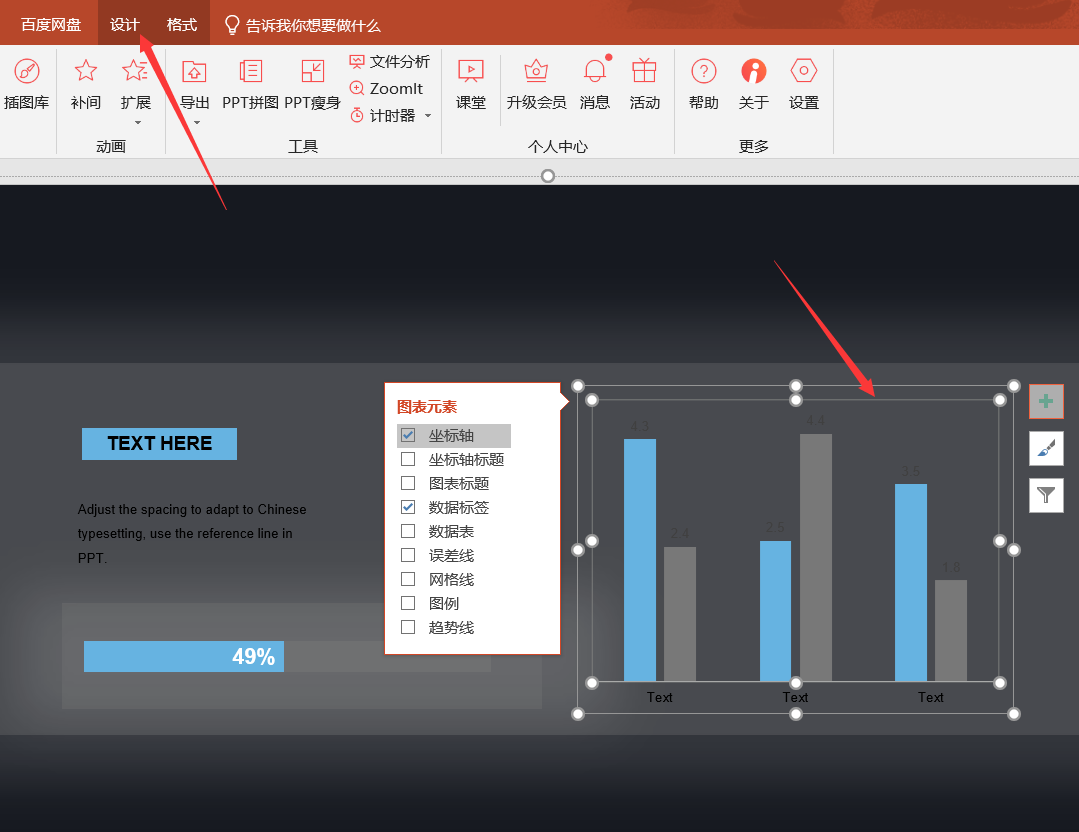 百度网盘 设计 格式 告诉我你想要做什么
插图库 补间 扩展 导出 PPT拼图 PPT瘦身 文件分析 ZoomIt 计时器 课堂 升级会员 消息 活动 帮助 关于 设置
动画 工具 个人中心 更多
TEXT HERE
Adjust the spacing to adapt to Chinese
typesetting, use the reference line in
PPT.
49%
图表元素
坐标轴
坐标轴标题
图表标题
数据标签
数据表
误差线
网格线
图例
趋势线
4.3 2.4 2.5 4.4 3.5 1.8
Text Text Text